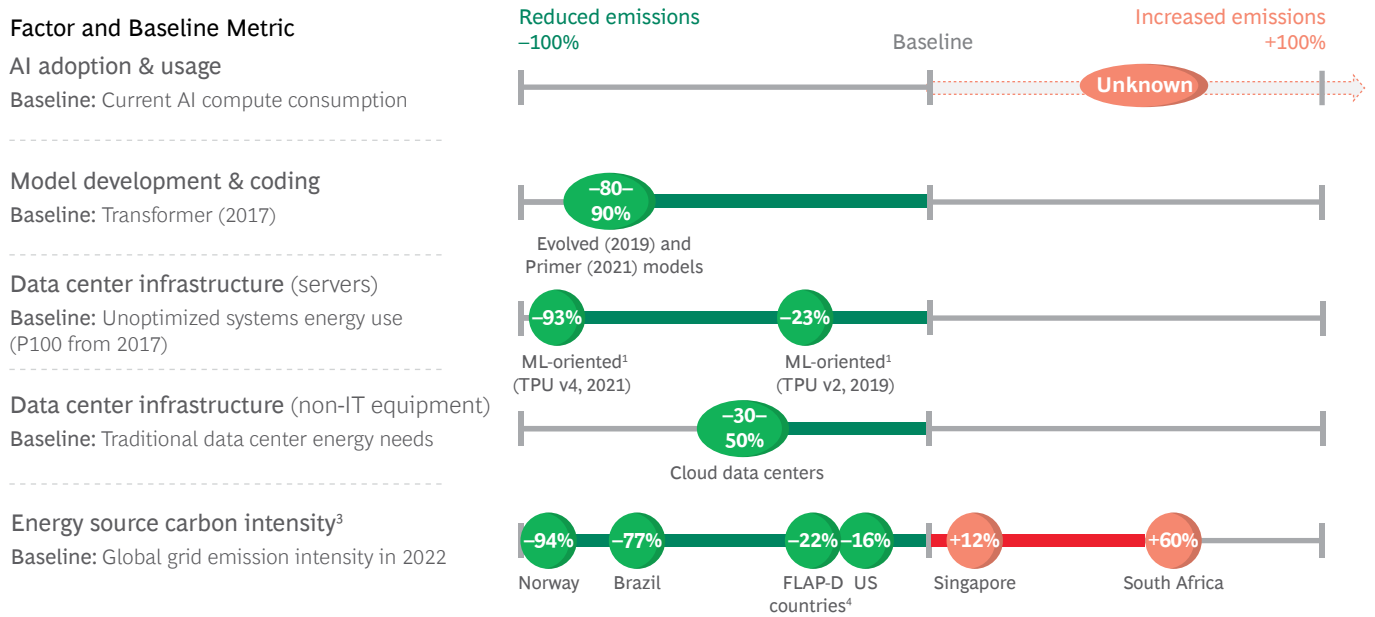 Factor and Baseline Metric
Reduced emissions
–100%
Baseline
Increased emissions
+100%
AI adoption & usage
Baseline: Current AI compute consumption
Unknown
Model development & coding
Baseline: Transformer (2017)
–80–
90%
Evolved (2019) and
Primer (2021) models
Data center infrastructure (servers)
Baseline: Unoptimized systems energy use
(P100 from 2017)
–93%
–23%
ML-oriented¹
(TPU v4, 2021)
ML-oriented¹
(TPU v2, 2019)
Data center infrastructure (non-IT equipment)
Baseline: Traditional data center energy needs
–30–
50%
Cloud data centers
Energy source carbon intensity³
Baseline: Global grid emission intensity in 2022
–94%
–77%
–22%
–16%
+12%
+60%
Norway
Brazil
FLAP-D
countries⁴
US
Singapore
South Africa